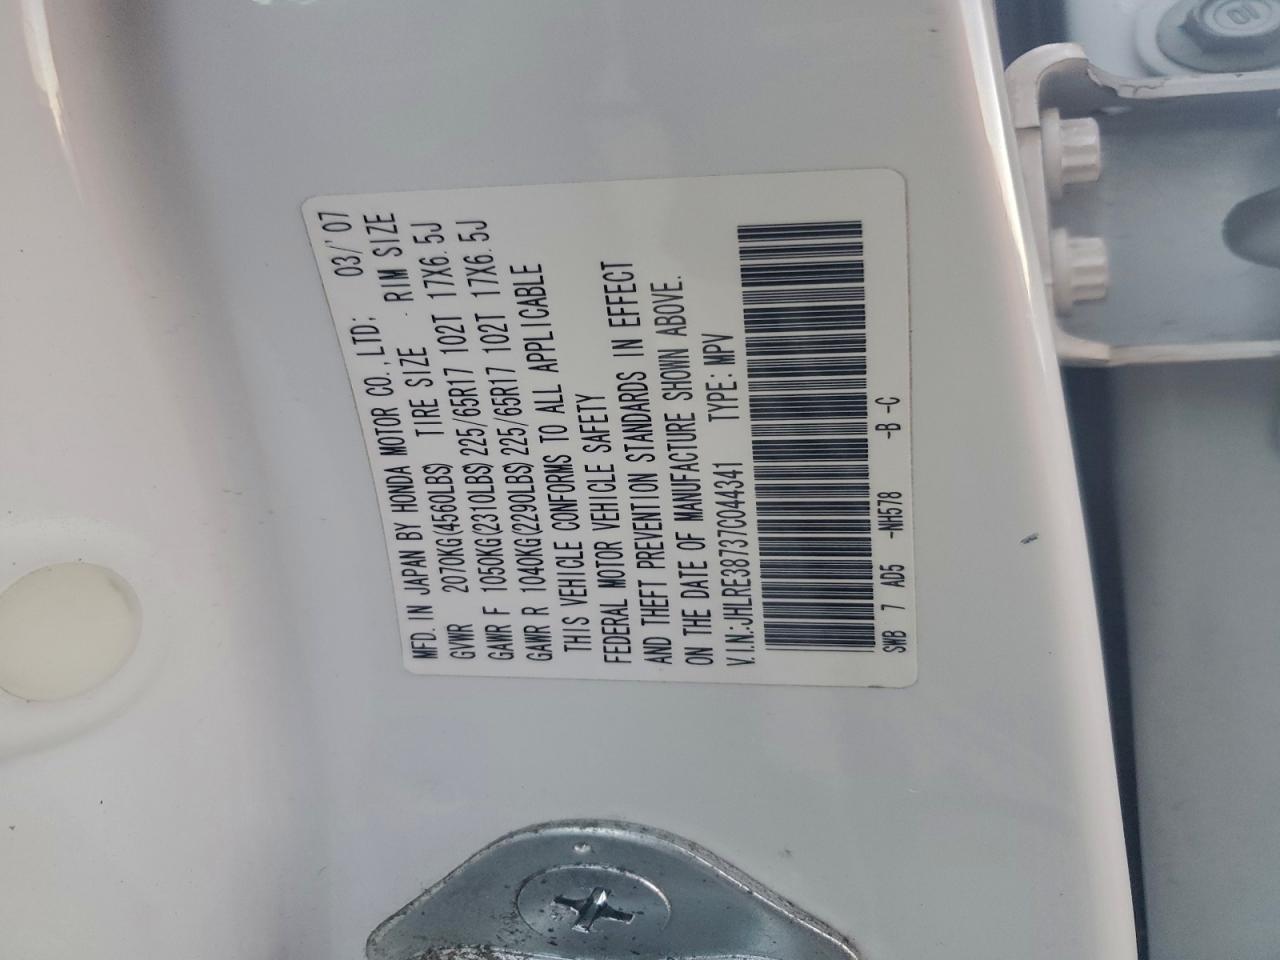 MFD. IN JAPAN BY HONDA MOTOR CO., LTD: 03/'07
GVWR 2070KG(4560LBS) TIRE SIZE RIM SIZE
GAWR F 1050KG(2310LBS)225/65R17 102T 17X6.5J
GAWR R 1040KG(2290LBS)225/65R17 102T 17X6.5J
THIS VEHICLE CONFORMS TO ALL APPLICABLE
FEDERAL MOTOR VEHICLE SAFETY
AND THEFT PREVENTION STANDARDS IN EFFECT
ON THE DATE OF MANUFACTURE SHOWN ABOVE.
V.I.N.:JHLRE38737C044341 TYPE: MPV
SWB 7 AD5 -NH578 -B -C
10